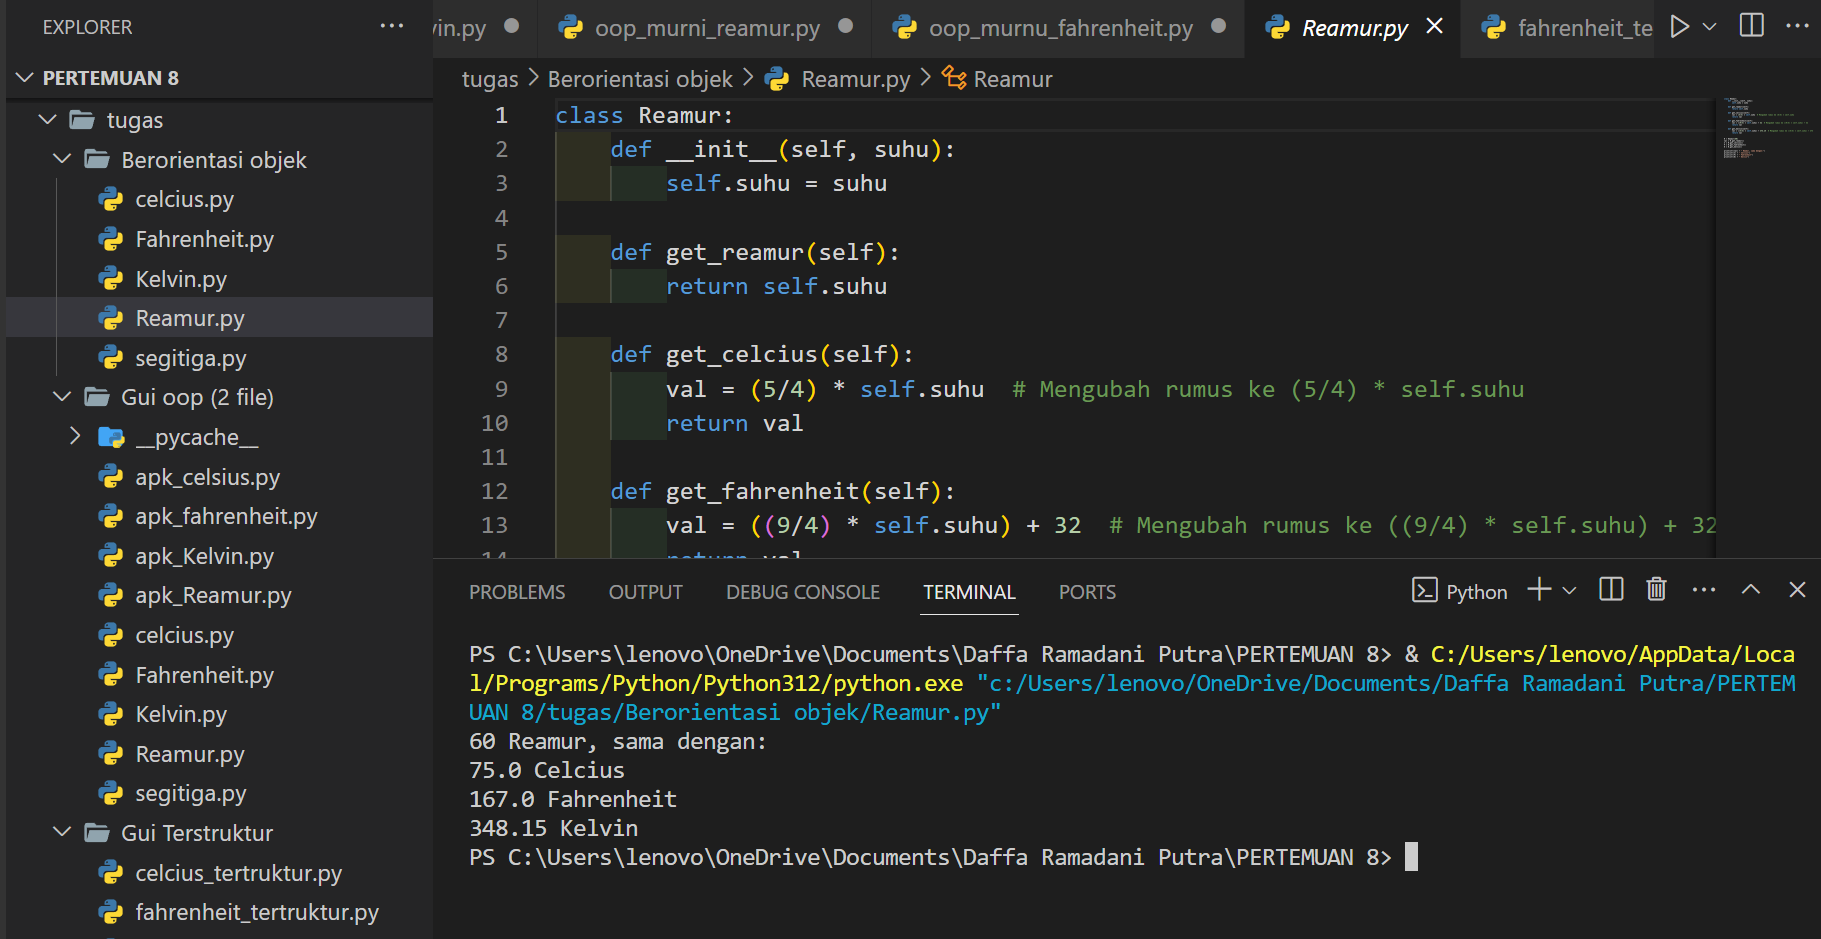 EXPLORER
PERTEMUAN 8
tugas
Berorientasi objek
celcius.py
Fahrenheit.py
Kelvin.py
Reamur.py
segitiga.py
Gui oop (2 file)
__pycache__
apk_celsius.py
apk_fahrenheit.py
apk_Kelvin.py
apk_Reamur.py
celcius.py
Fahrenheit.py
Kelvin.py
Reamur.py
segitiga.py
Gui Terstruktur
celcius_tertruktur.py
fahrenheit_tertruktur.py
vin.py oop_murni_reamur.py oop_murnu_fahrenheit.py Reamur.py fahrenheit_te
tugas > Berorientasi objek > Reamur.py > Reamur
1 class Reamur:
2 def __init__(self, suhu):
3 self.suhu = suhu
4
5 def get_reamur(self):
6 return self.suhu
7
8 def get_celcius(self):
9 val = (5/4) * self.suhu # Mengubah rumus ke (5/4) * self.suhu
10 return val
11
12 def get_fahrenheit(self):
13 val = ((9/4) * self.suhu) + 32 # Mengubah rumus ke ((9/4) * self.suhu) + 32
14 return val
PROBLEMS OUTPUT DEBUG CONSOLE TERMINAL PORTS Python
PS C:\Users\lenovo\OneDrive\Documents\Daffa Ramadani Putra\PERTEMUAN 8> & C:/Users/lenovo/AppData/Loca
l/Programs/Python/Python312/python.exe "c:/Users/lenovo/OneDrive/Documents/Daffa Ramadani Putra/PERTEM
UAN 8/tugas/Berorientasi objek/Reamur.py"
60 Reamur, sama dengan:
75.0 Celcius
167.0 Fahrenheit
348.15 Kelvin
PS C:\Users\lenovo\OneDrive\Documents\Daffa Ramadani Putra\PERTEMUAN 8>